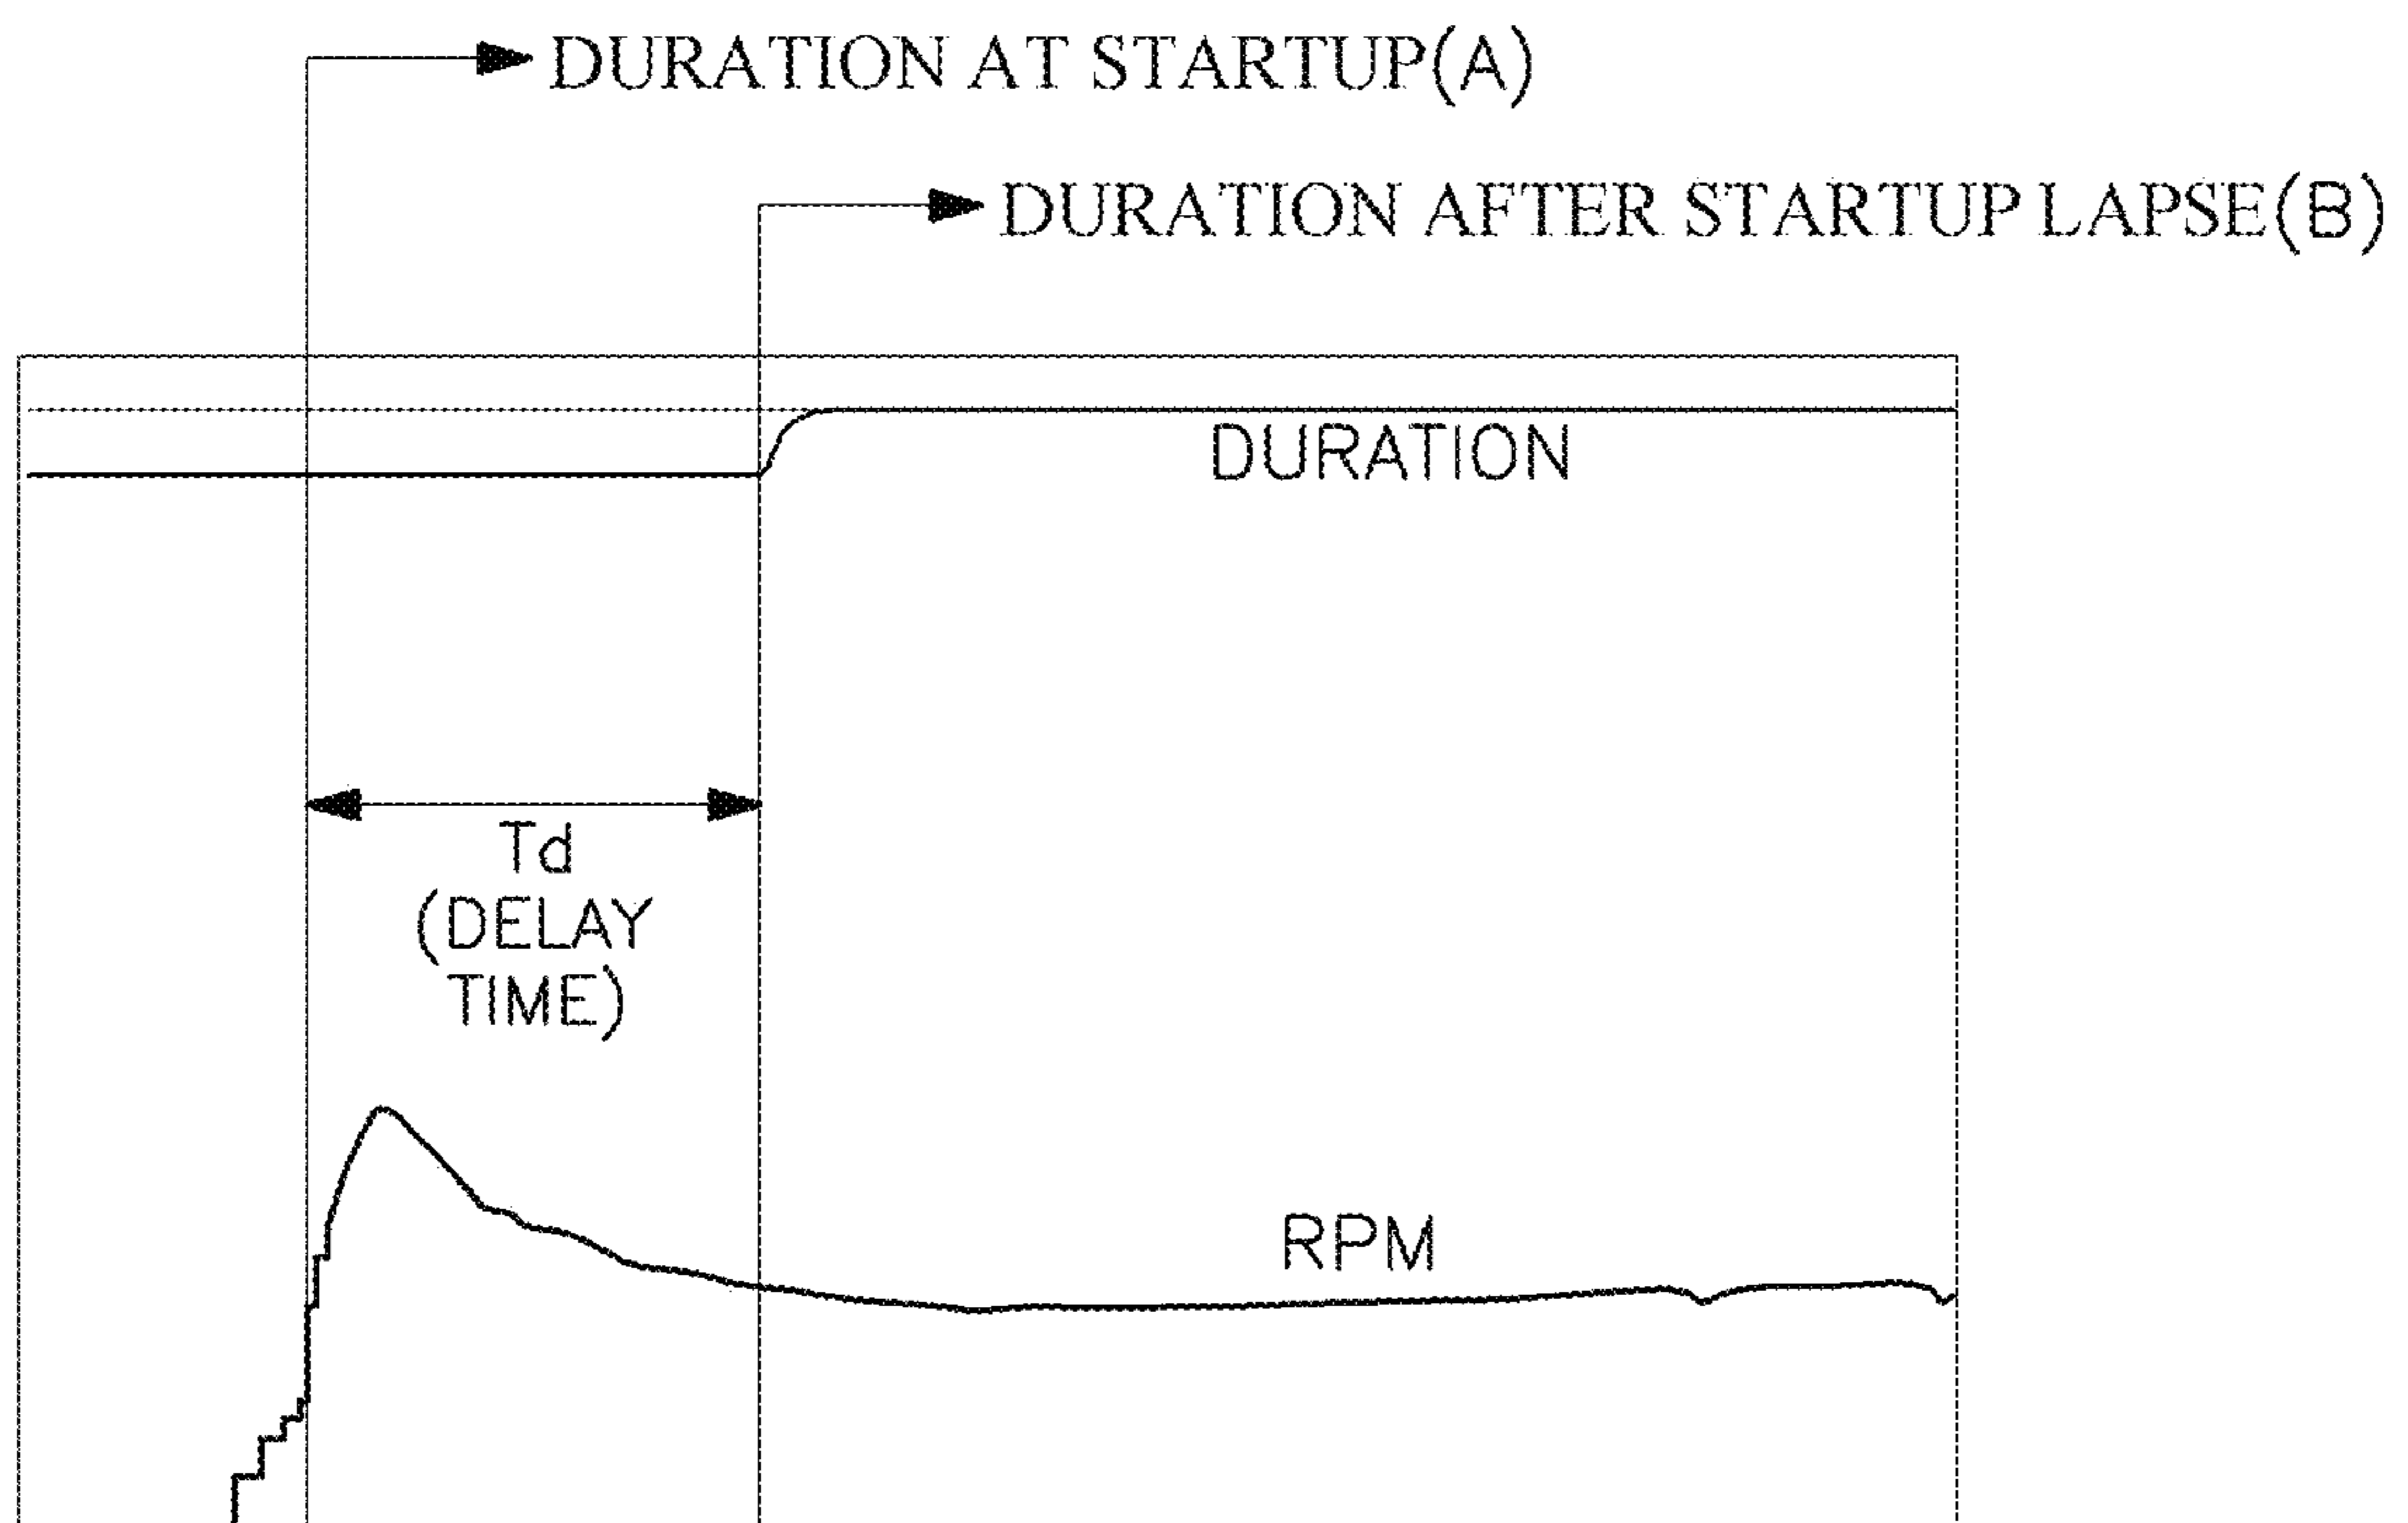 DURATION AT STARTUP(A)
DURATION AFTER STARTUP LAPSE(B)
DURATION
Td
(DELAY
TIME)
RPM